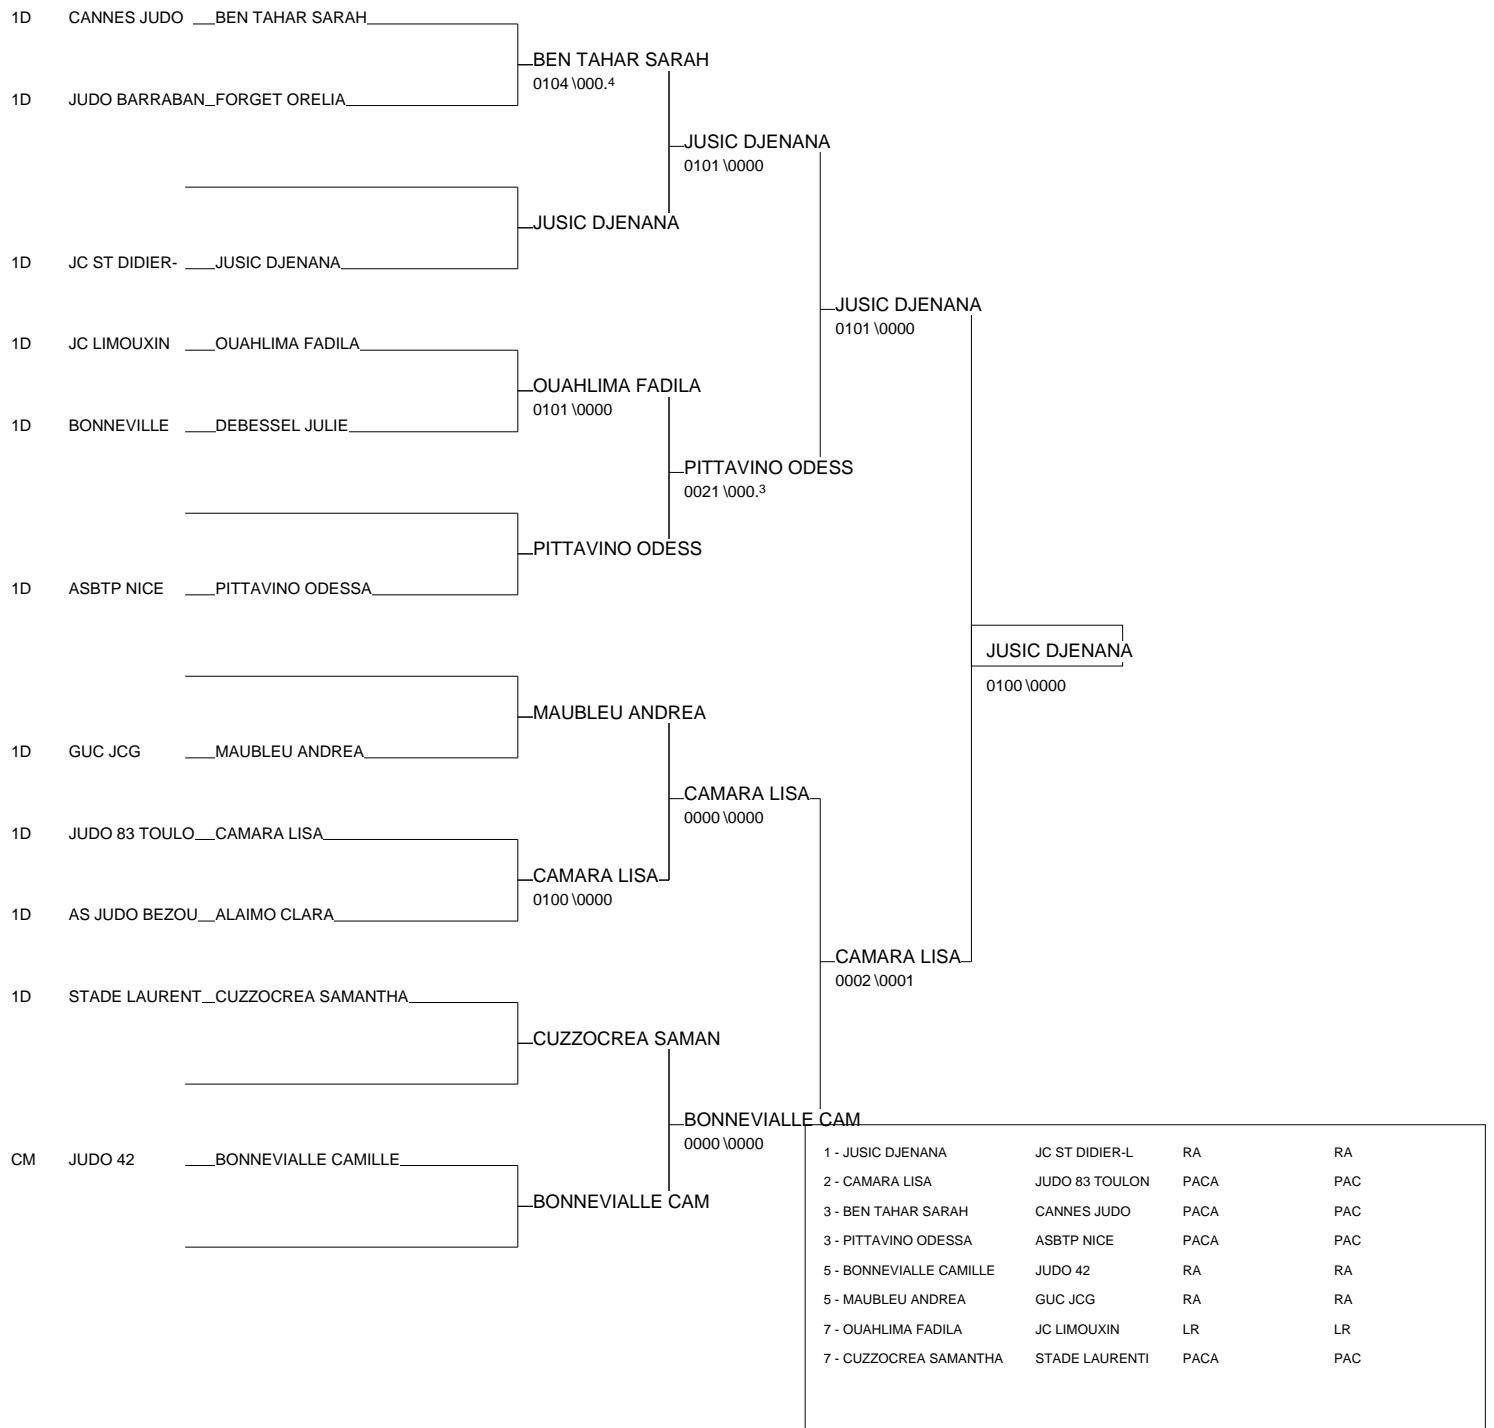 1D CANNES JUDO BEN TAHAR SARAH
BEN TAHAR SARAH
0104 \000.4
1D JUDO BARRABAN FORGET ORELIA
JUSIC DJENANA
0101 \0000
JUSIC DJENANA
1D JC ST DIDIER- JUSIC DJENANA
JUSIC DJENANA
0101 \0000
1D JC LIMOUXIN OUAHLIMA FADILA
OUAHLIMA FADILA
0101 \0000
1D BONNEVILLE DEBESSEL JULIE
PITTAVINO ODESS
0021 \000.3
PITTAVINO ODESS
1D ASBTP NICE PITTAVINO ODESSA
JUSIC DJENANA
0100 \0000
MAUBLEU ANDREA
1D GUC JCG MAUBLEU ANDREA
CAMARA LISA
0000 \0000
1D JUDO 83 TOULO CAMARA LISA
CAMARA LISA
0100 \0000
1D AS JUDO BEZOU ALAIMO CLARA
CAMARA LISA
0002 \0001
1D STADE LAURENT CUZZOCREA SAMANTHA
CUZZOCREA SAMAN
BONNEVIALLE CAM
0000 \0000
CM JUDO 42 BONNEVIALLE CAMILLE
BONNEVIALLE CAM
1 - JUSIC DJENANA JC ST DIDIER-L RA RA
2 - CAMARA LISA JUDO 83 TOULON PACA PAC
3 - BEN TAHAR SARAH CANNES JUDO PACA PAC
3 - PITTAVINO ODESSA ASBTP NICE PACA PAC
5 - BONNEVIALLE CAMILLE JUDO 42 RA RA
5 - MAUBLEU ANDREA GUC JCG RA RA
7 - OUAHLIMA FADILA JC LIMOUXIN LR LR
7 - CUZZOCREA SAMANTHA STADE LAURENTI PACA PAC